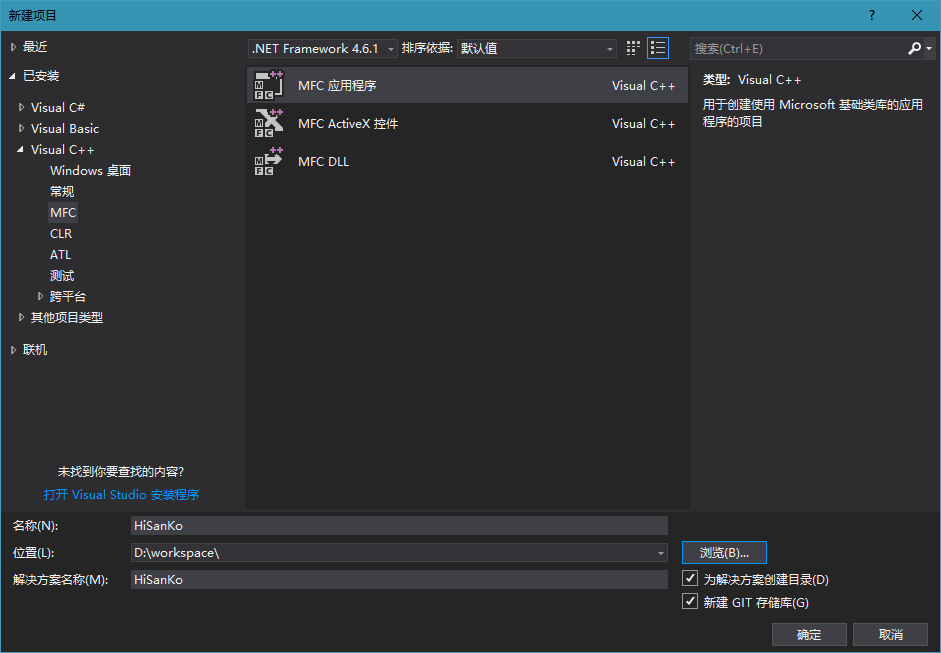 新建项目
?
最近
已安装
Visual C#
Visual Basic
Visual C++
Windows 桌面
常规
MFC
CLR
ATL
测试
跨平台
其他项目类型
联机
未找到你要查找的内容?
打开 Visual Studio 安装程序
.NET Framework 4.6.1 排序依据: 默认值
MFC 应用程序 Visual C++
MFC ActiveX 控件 Visual C++
MFC DLL Visual C++
搜索(Ctrl+E)
类型: Visual C++
用于创建使用 Microsoft 基础类库的应用
程序的项目
名称(N): HiSanKo
位置(L): D:\workspace\ 浏览(B)...
解决方案名称(M): HiSanKo
为解决方案创建目录(D)
新建 GIT 存储库(G)
确定 取消